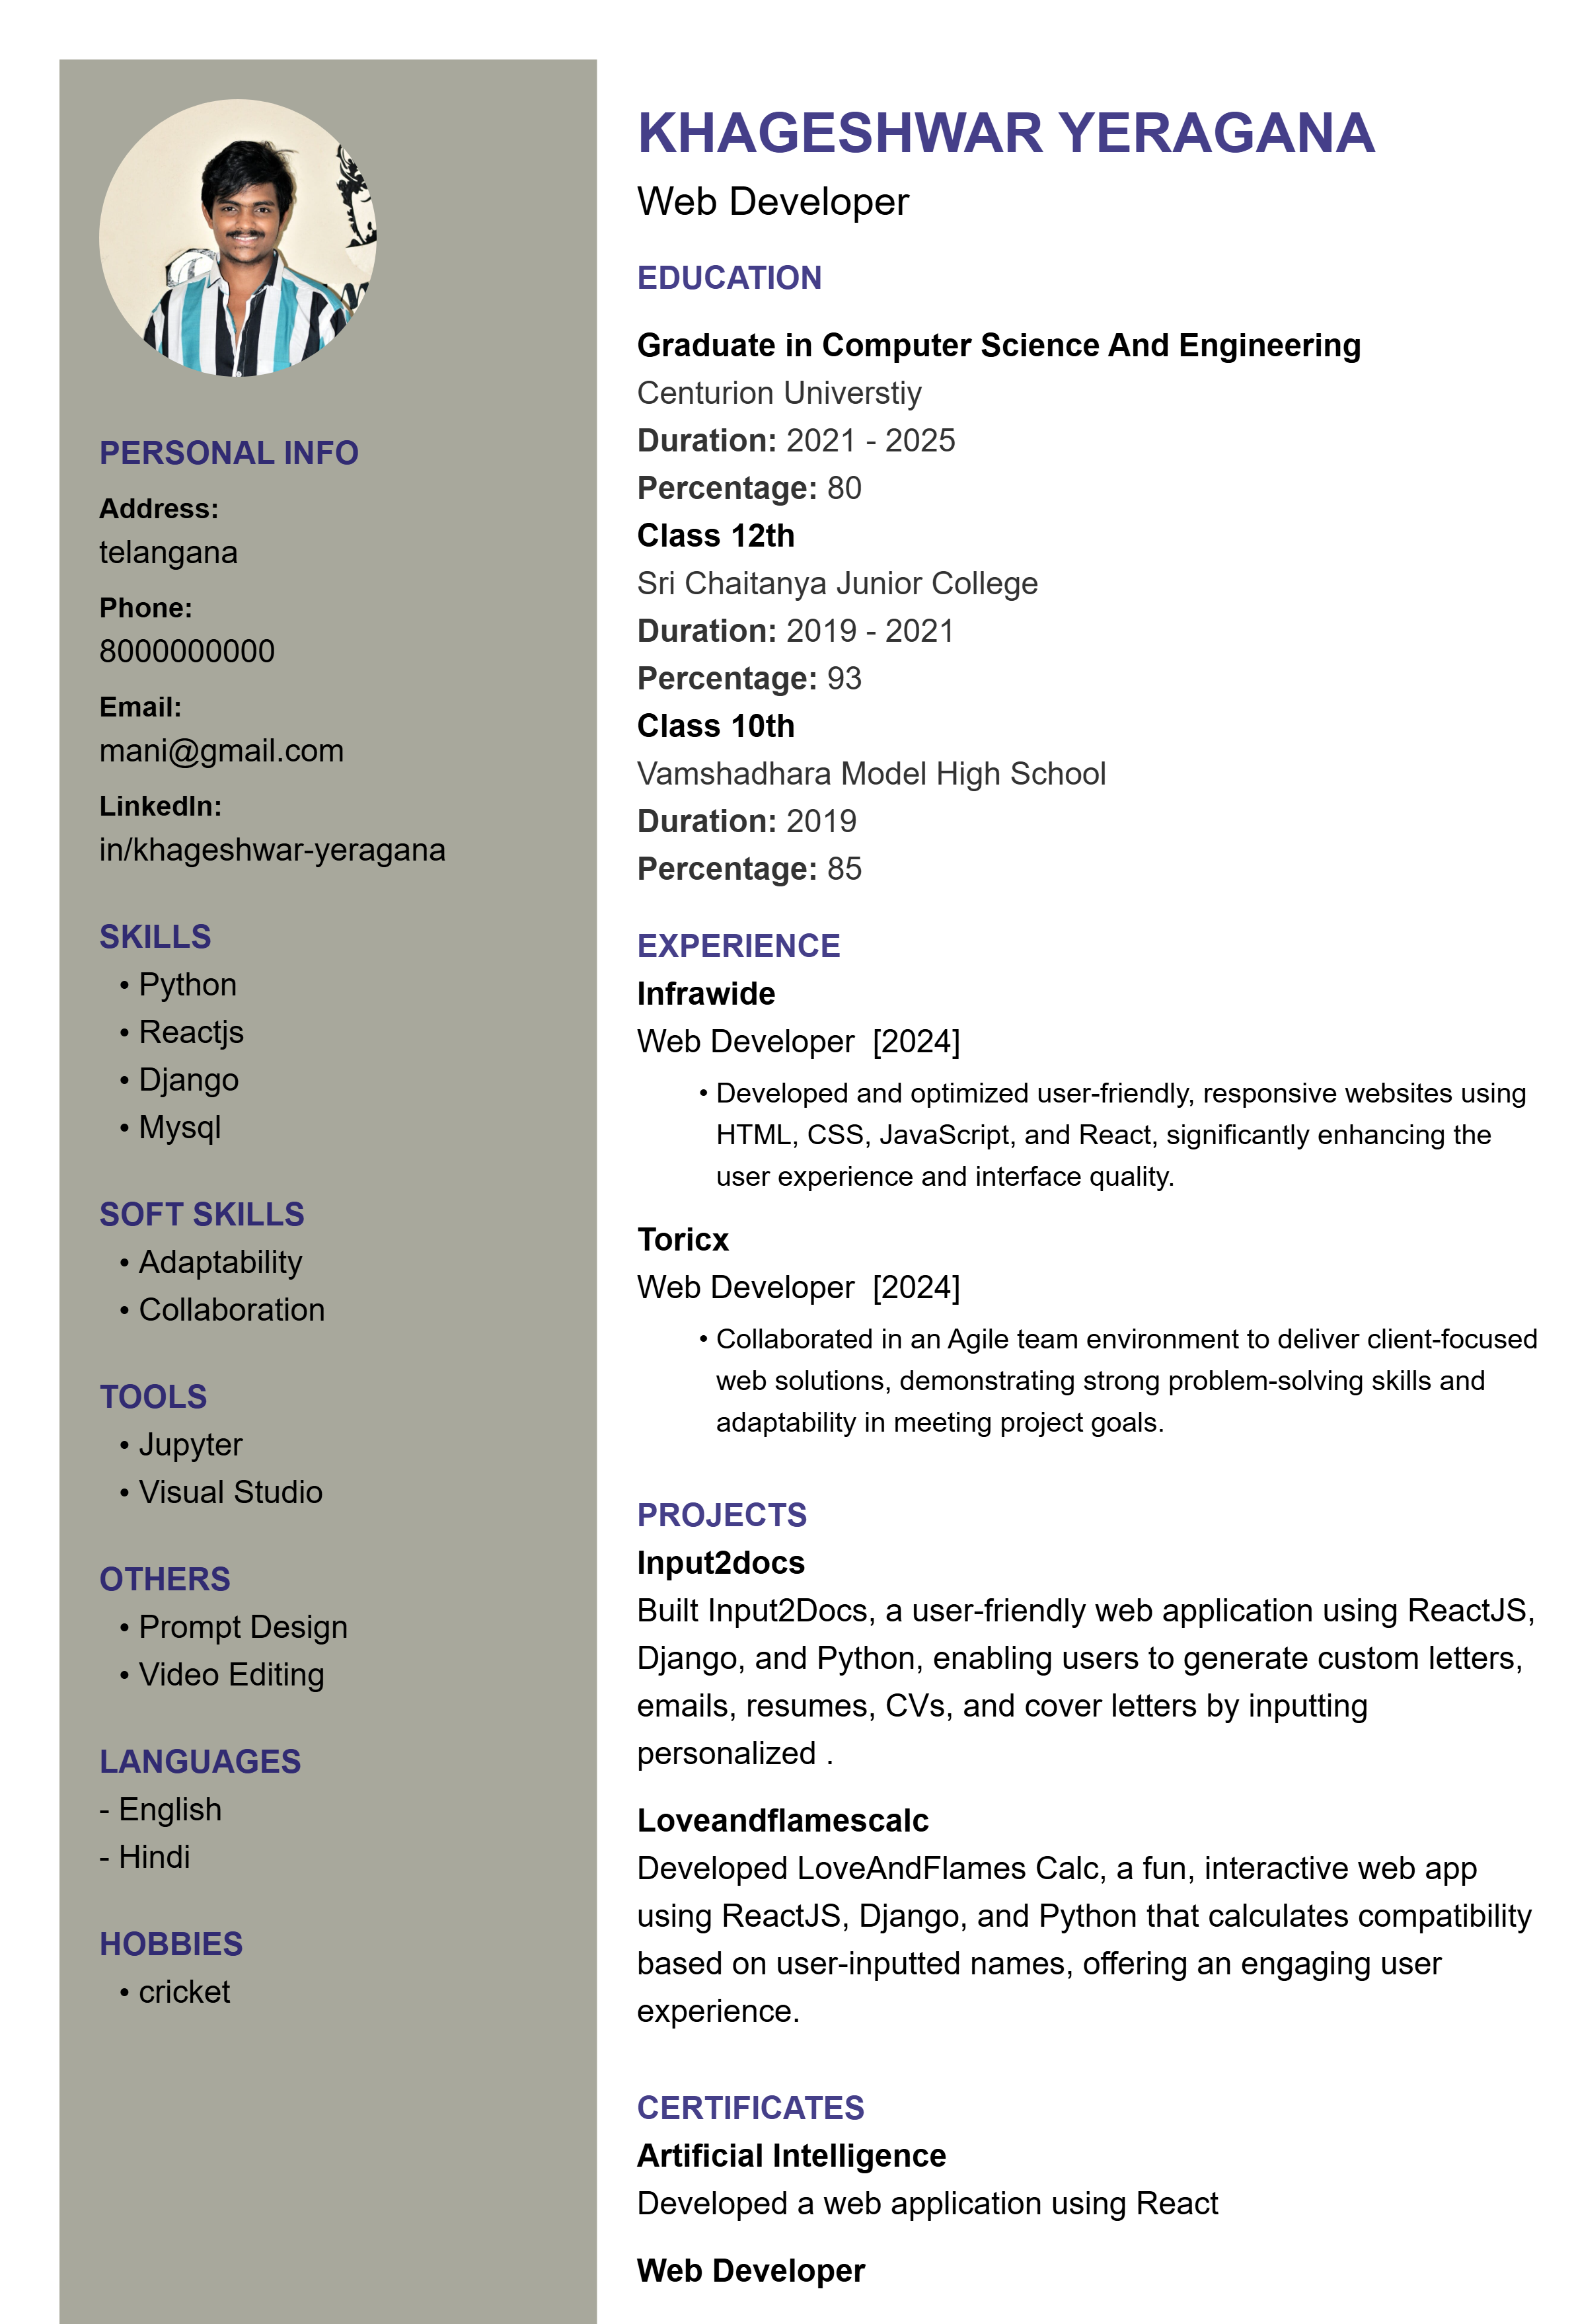 PERSONAL INFO
Address:
telangana
Phone:
8000000000
Email:
mani@gmail.com
LinkedIn:
in/khageshwar-yeragana
SKILLS
• Python
• Reactjs
• Django
• Mysql
SOFT SKILLS
• Adaptability
• Collaboration
TOOLS
• Jupyter
• Visual Studio
OTHERS
• Prompt Design
• Video Editing
LANGUAGES
- English
- Hindi
HOBBIES
• cricket
KHAGESHWAR YERAGANA
Web Developer
EDUCATION
Graduate in Computer Science And Engineering
Centurion Universtiy
Duration: 2021 - 2025
Percentage: 80
Class 12th
Sri Chaitanya Junior College
Duration: 2019 - 2021
Percentage: 93
Class 10th
Vamshadhara Model High School
Duration: 2019
Percentage: 85
EXPERIENCE
Infrawide
Web Developer  [2024]
• Developed and optimized user-friendly, responsive websites using
HTML, CSS, JavaScript, and React, significantly enhancing the
user experience and interface quality.
Toricx
Web Developer  [2024]
• Collaborated in an Agile team environment to deliver client-focused
web solutions, demonstrating strong problem-solving skills and
adaptability in meeting project goals.
PROJECTS
Input2docs
Built Input2Docs, a user-friendly web application using ReactJS,
Django, and Python, enabling users to generate custom letters,
emails, resumes, CVs, and cover letters by inputting
personalized .
Loveandflamescalc
Developed LoveAndFlames Calc, a fun, interactive web app
using ReactJS, Django, and Python that calculates compatibility
based on user-inputted names, offering an engaging user
experience.
CERTIFICATES
Artificial Intelligence
Developed a web application using React
Web Developer